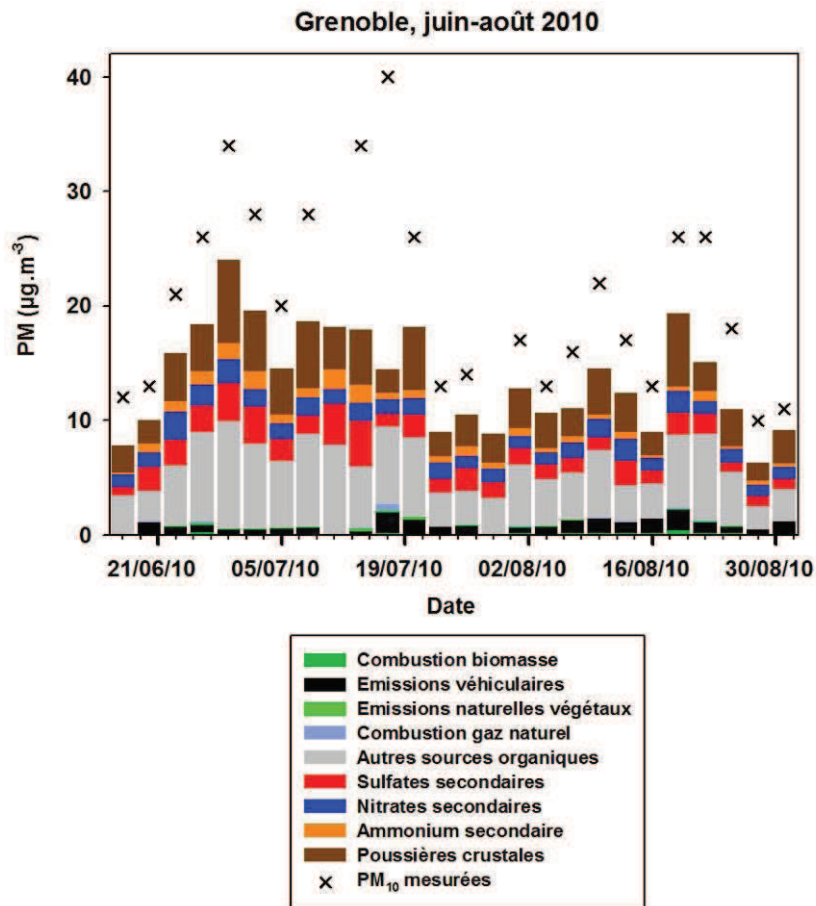 Grenoble, juin-août 2010
40
30
20
10
0
PM (µg.m-3)
21/06/10 05/07/10 19/07/10 02/08/10 16/08/10 30/08/10
Date
Combustion biomasse
Emissions véhiculaires
Emissions naturelles végétaux
Combustion gaz naturel
Autres sources organiques
Sulfates secondaires
Nitrates secondaires
Ammonium secondaire
Poussières crustales
PM10 mesurées